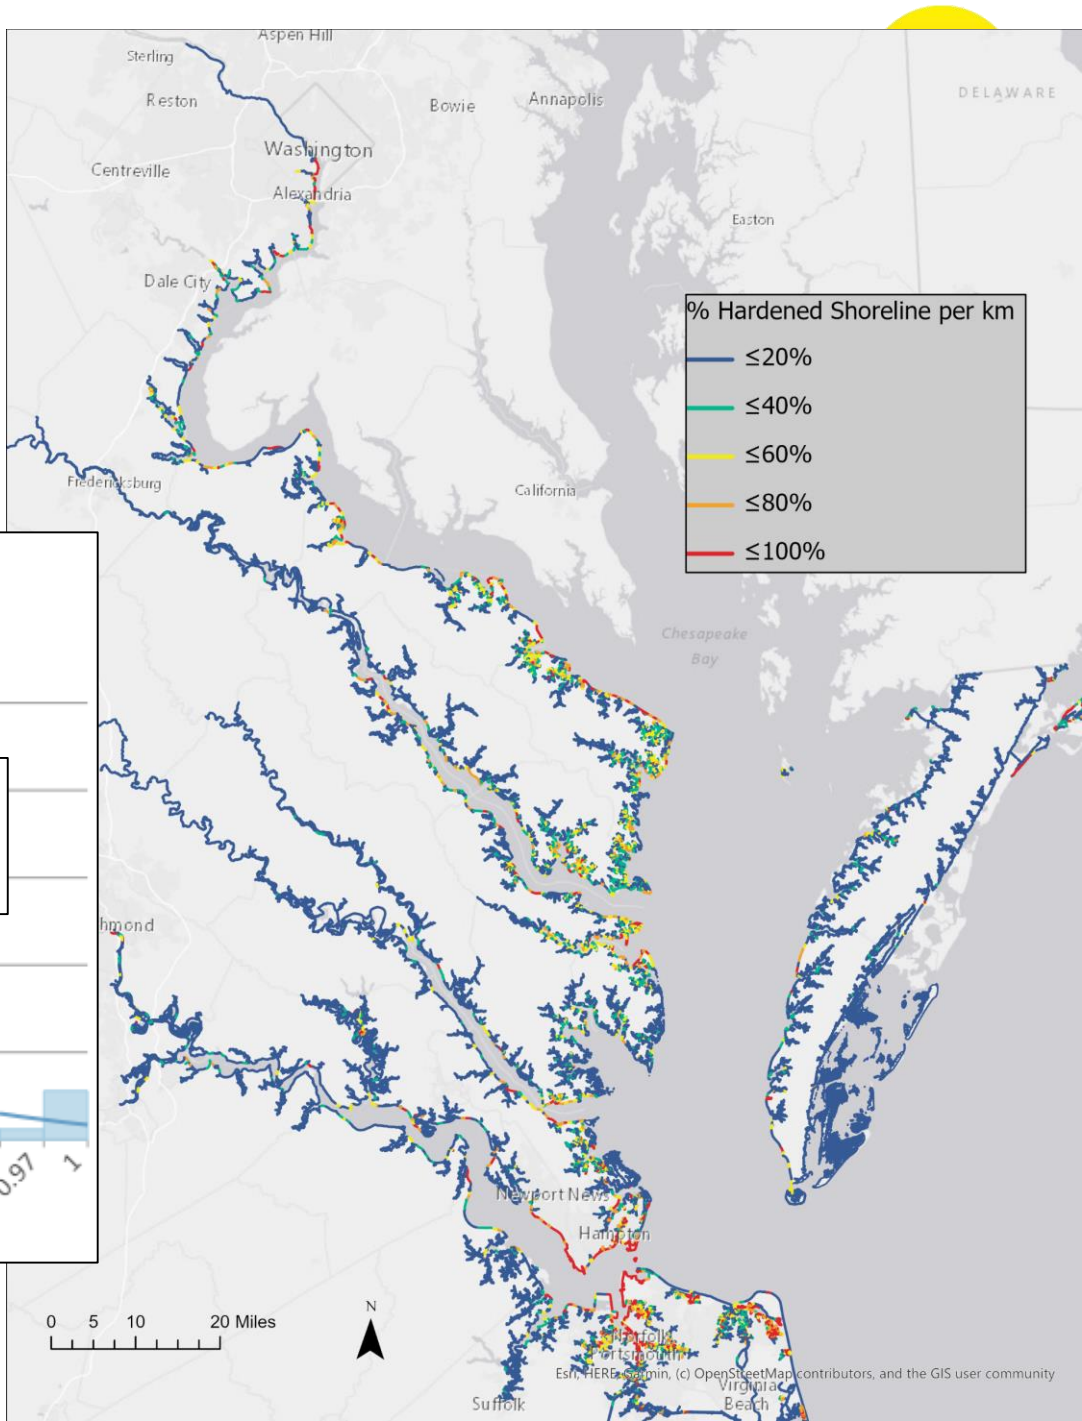 Aspen Hill
Sterling
Reston
Bowie
Annapolis
DELAWARE
Washington
Centreville
Alexandria
Easton
Dale City
% Hardened Shoreline per km
≤20%
≤40%
≤60%
≤80%
≤100%
Fredericksburg
California
Chesapeake
Bay
hmond
0.97
1
Newport News
Hampton
0 5 10 20 Miles
N
Norfolk
Portsmouth
Esri, HERE, Garmin, (c) OpenStreetMap contributors, and the GIS user community
Virginia
Beach
Suffolk